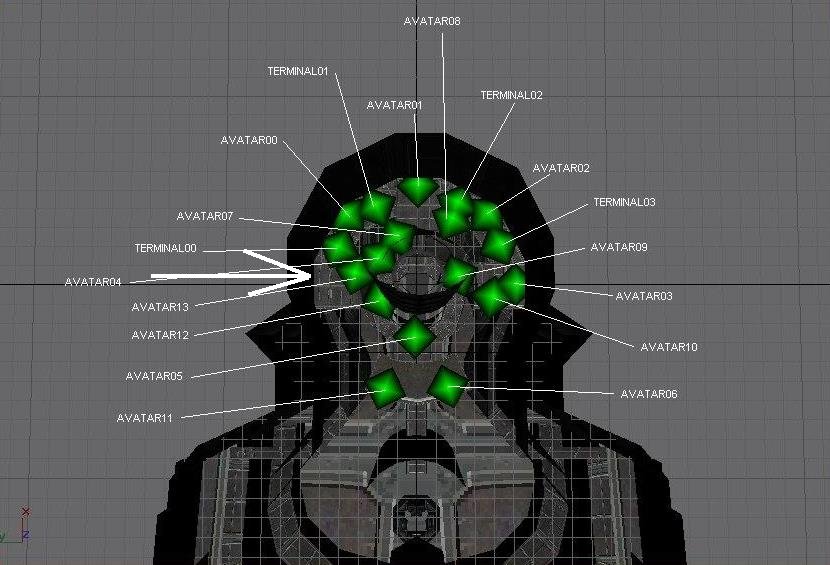 AVATAR08
TERMINAL01
TERMINAL02
AVATAR01
AVATAR00
AVATAR02
TERMINAL03
AVATAR07
TERMINAL00
AVATAR09
AVATAR04
AVATAR03
AVATAR13
AVATAR12
AVATAR10
AVATAR05
AVATAR06
AVATAR11
x
y z